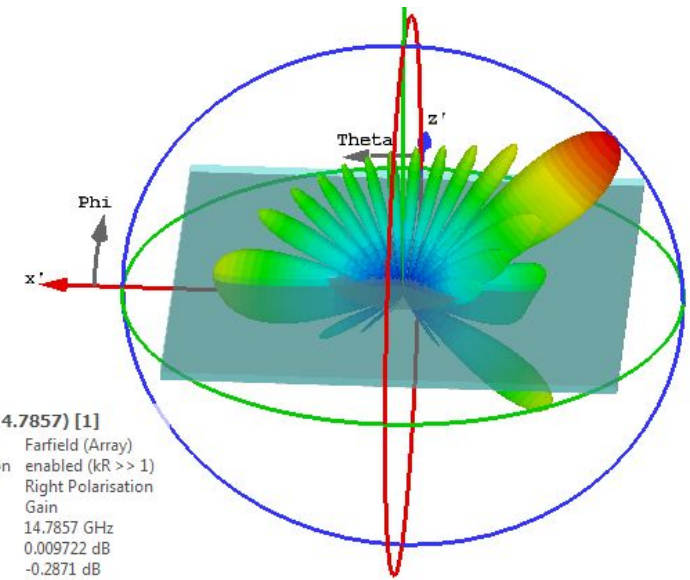 z'
Theta
Phi
x'
4.7857) [1]
Farfield (Array)
on enabled (kR >> 1)
Right Polarisation
Gain
14.7857 GHz
0.009722 dB
-0.2871 dB